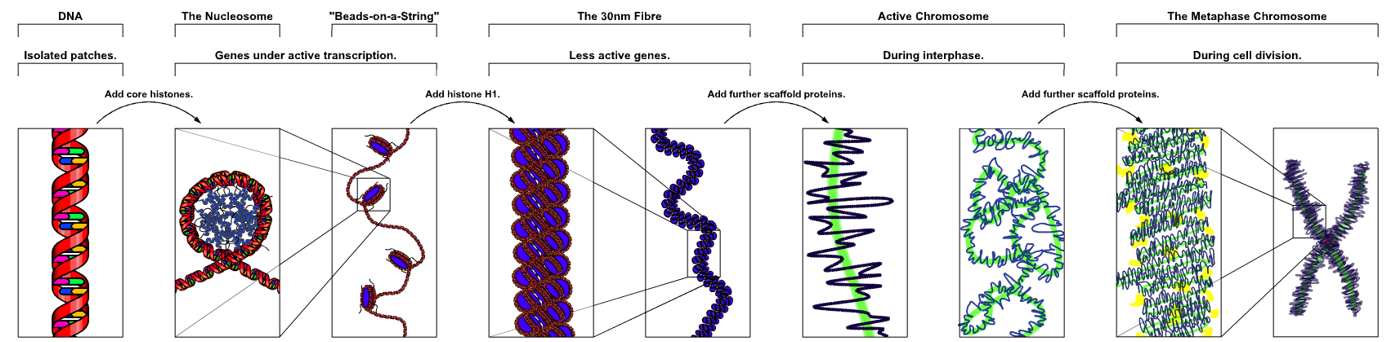 DNA
The Nucleosome
"Beads-on-a-String"
The 30nm Fibre
Active Chromosome
The Metaphase Chromosome
Isolated patches.
Genes under active transcription.
Less active genes.
During interphase.
During cell division.
Add core histones.
Add histone H1.
Add further scaffold proteins.
Add further scaffold proteins.